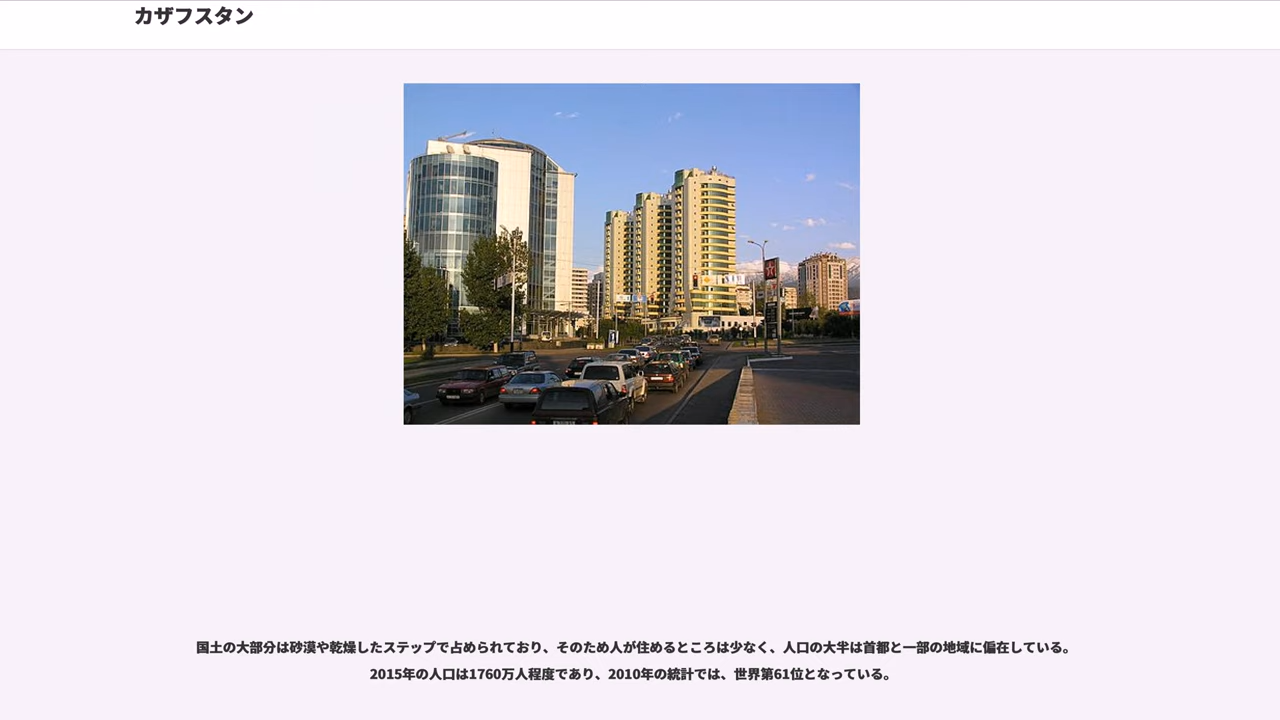 カザフスタン
国土の大部分は砂漠や乾燥したステップで占められており、そのため人が住めるところは少なく、人口の大半は首都と一部の地域に偏在している。
2015年の人口は1760万人程度であり、2010年の統計では、世界第61位となっている。